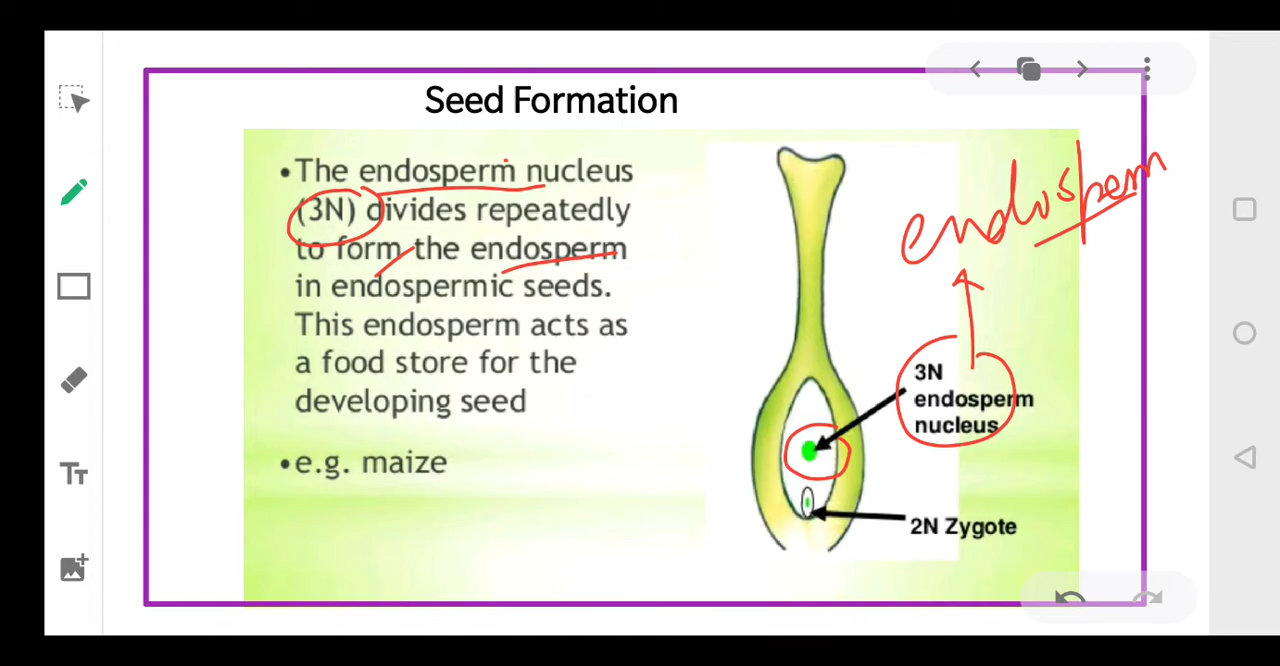 Seed Formation
•The endosperm nucleus
(3N) divides repeatedly
to form the endosperm
in endospermic seeds.
This endosperm acts as
a food store for the
developing seed
•e.g. maize
endosperm
3N
endosperm
nucleus
2N Zygote
TT